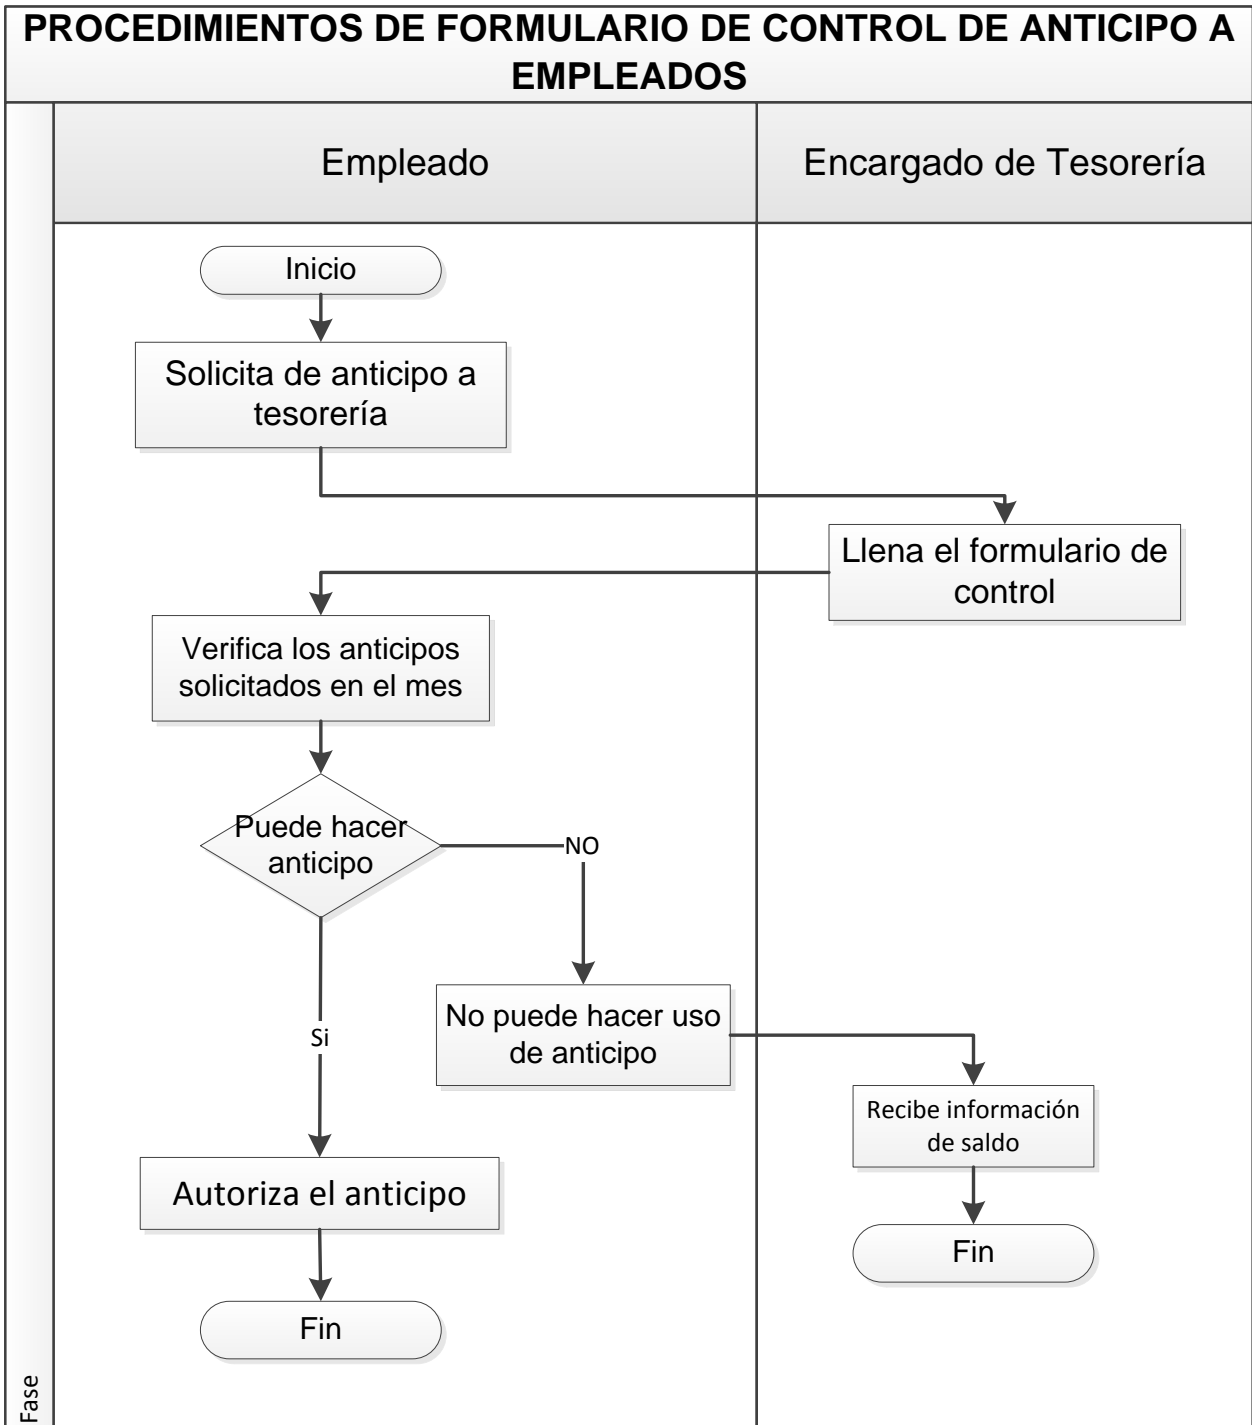 PROCEDIMIENTOS DE FORMULARIO DE CONTROL DE ANTICIPO A
EMPLEADOS
Empleado
Encargado de Tesorería
Inicio
Solicita de anticipo a
tesorería
Llena el formulario de
control
Verifica los anticipos
solicitados en el mes
Puede hacer
anticipo
NO
No puede hacer uso
de anticipo
Si
Recibe información
de saldo
Autoriza el anticipo
Fin
Fin
Fase